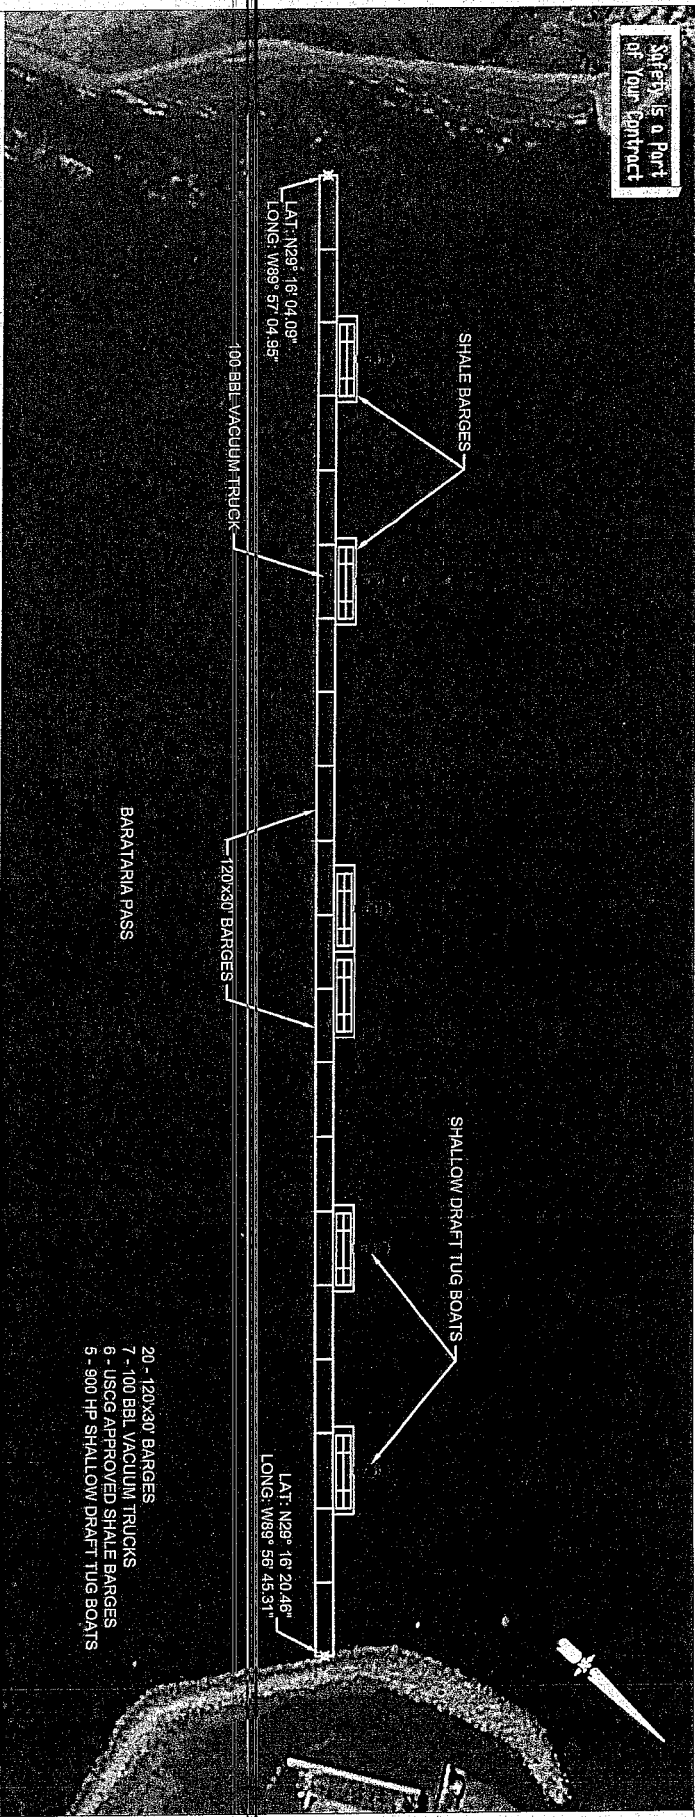 Safety Is a Part
of Your Contract
SHALE BARGES
LAT: N29° 16' 04.09"
LONG: W89° 57' 04.95"
100 BBL VACUUM TRUCK
120'x30' BARGES
BARATARIA PASS
SHALLOW DRAFT TUG BOATS
LAT: N29° 16' 20.46"
LONG: W89° 56' 45.31"
20 - 120'x30' BARGES
7 - 100 BBL VACUUM TRUCKS
6 - USCG APPROVED SHALE BARGES
5 - 900 HP SHALLOW DRAFT TUG BOATS